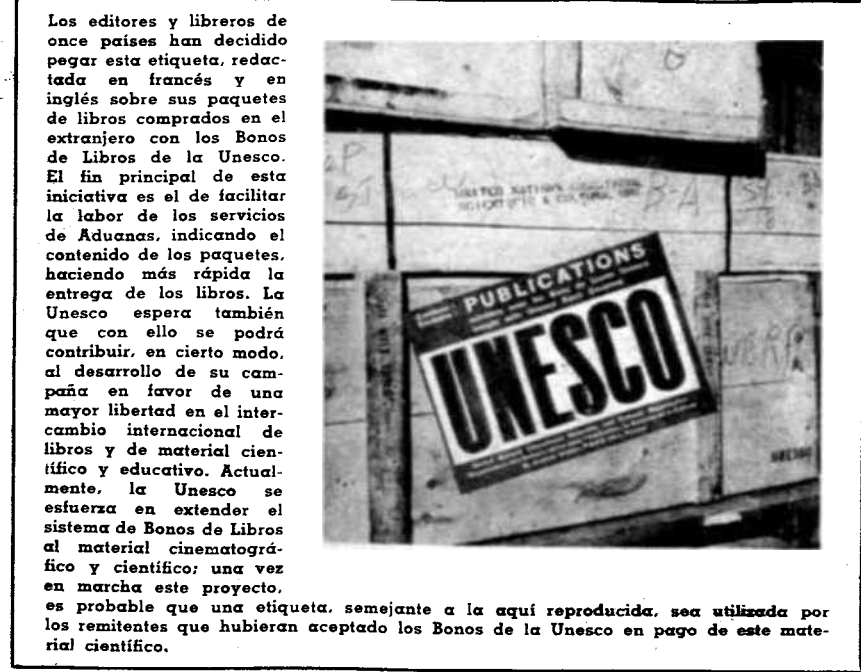 Los editores y libreros de
once países han decidido
pegar esta etiqueta, redac-
tada en francés y en
inglés sobre sus paquetes
de libros comprados en el
extranjero con los Bonos
de Libros de la Unesco.
El fin principal de esta
iniciativa es el de facilitar
la labor de los servicios
de Aduanas, indicando el
contenido de los paquetes,
haciendo más rápida la
entrega de los libros. La
Unesco espera también
que con ello se podrá
contribuir, en cierto modo,
al desarrollo de su cam-
paña en favor de una
mayor libertad en el inter-
cambio internacional de
libros y de material cien-
tífico y educativo. Actual-
mente, la Unesco se
esfuerza en extender el
sistema de Bonos de Libros
al material cinematográ-
fico y científico; una vez
en marcha este proyecto,
es probable que una etiqueta, semejante a la aquí reproducida, sea utilizada por
los remitentes que hubieran aceptado los Bonos de la Unesco en pago de este mate-
rial científico.
UNITED NATIONS
SCIENTIFIC & CULTURAL
B-A
PUBLICATIONS
UNESCO